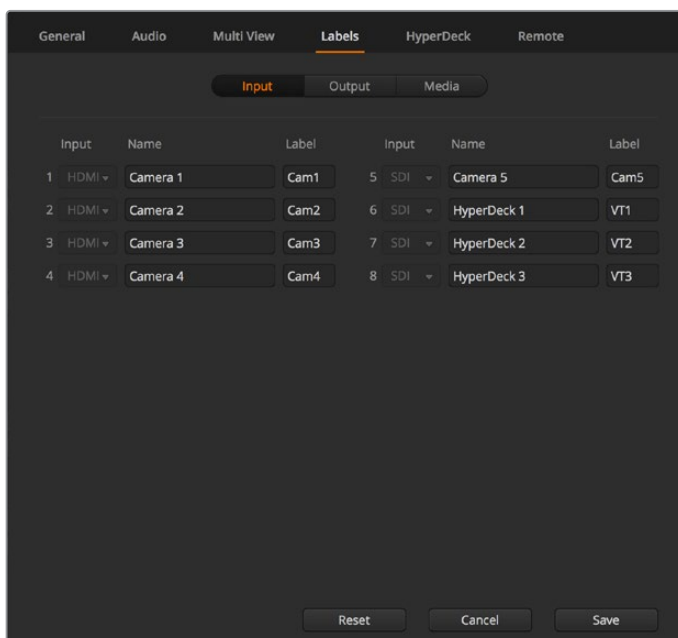 General Audio Multi View Labels HyperDeck Remote
Input Output Media
Input Name Label Input Name Label
1 HDMI Camera 1 Cam1 5 SDI Camera 5 Cam5
2 HDMI Camera 2 Cam2 6 SDI HyperDeck 1 VT1
3 HDMI Camera 3 Cam3 7 SDI HyperDeck 2 VT2
4 HDMI Camera 4 Cam4 8 SDI HyperDeck 3 VT3
Reset Cancel Save